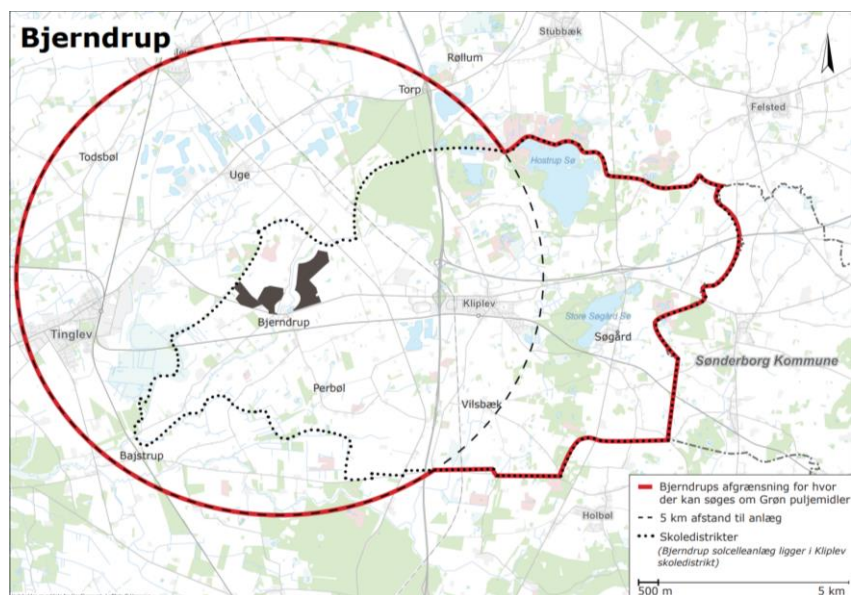 Bjerndrup
Stubbæk
Røllum
Felsted
Torp
Hostrup Sø
Todsbøl
Uge
Kliplev
Store Søgård Sø
Bjerndrup
Tinglev
Søgård
Sønderborg Kommune
Perbøl
Vilsbæk
Bajstrup
Holbøl
Bjerndrups afgrænsning for hvor
der kan søges om Grøn puljemidler
5 km afstand til anlæg
Skoledistrikter
(Bjerndrup solcelleanlæg ligger i Kliplev
skoledistrikt)
500 m 5 km